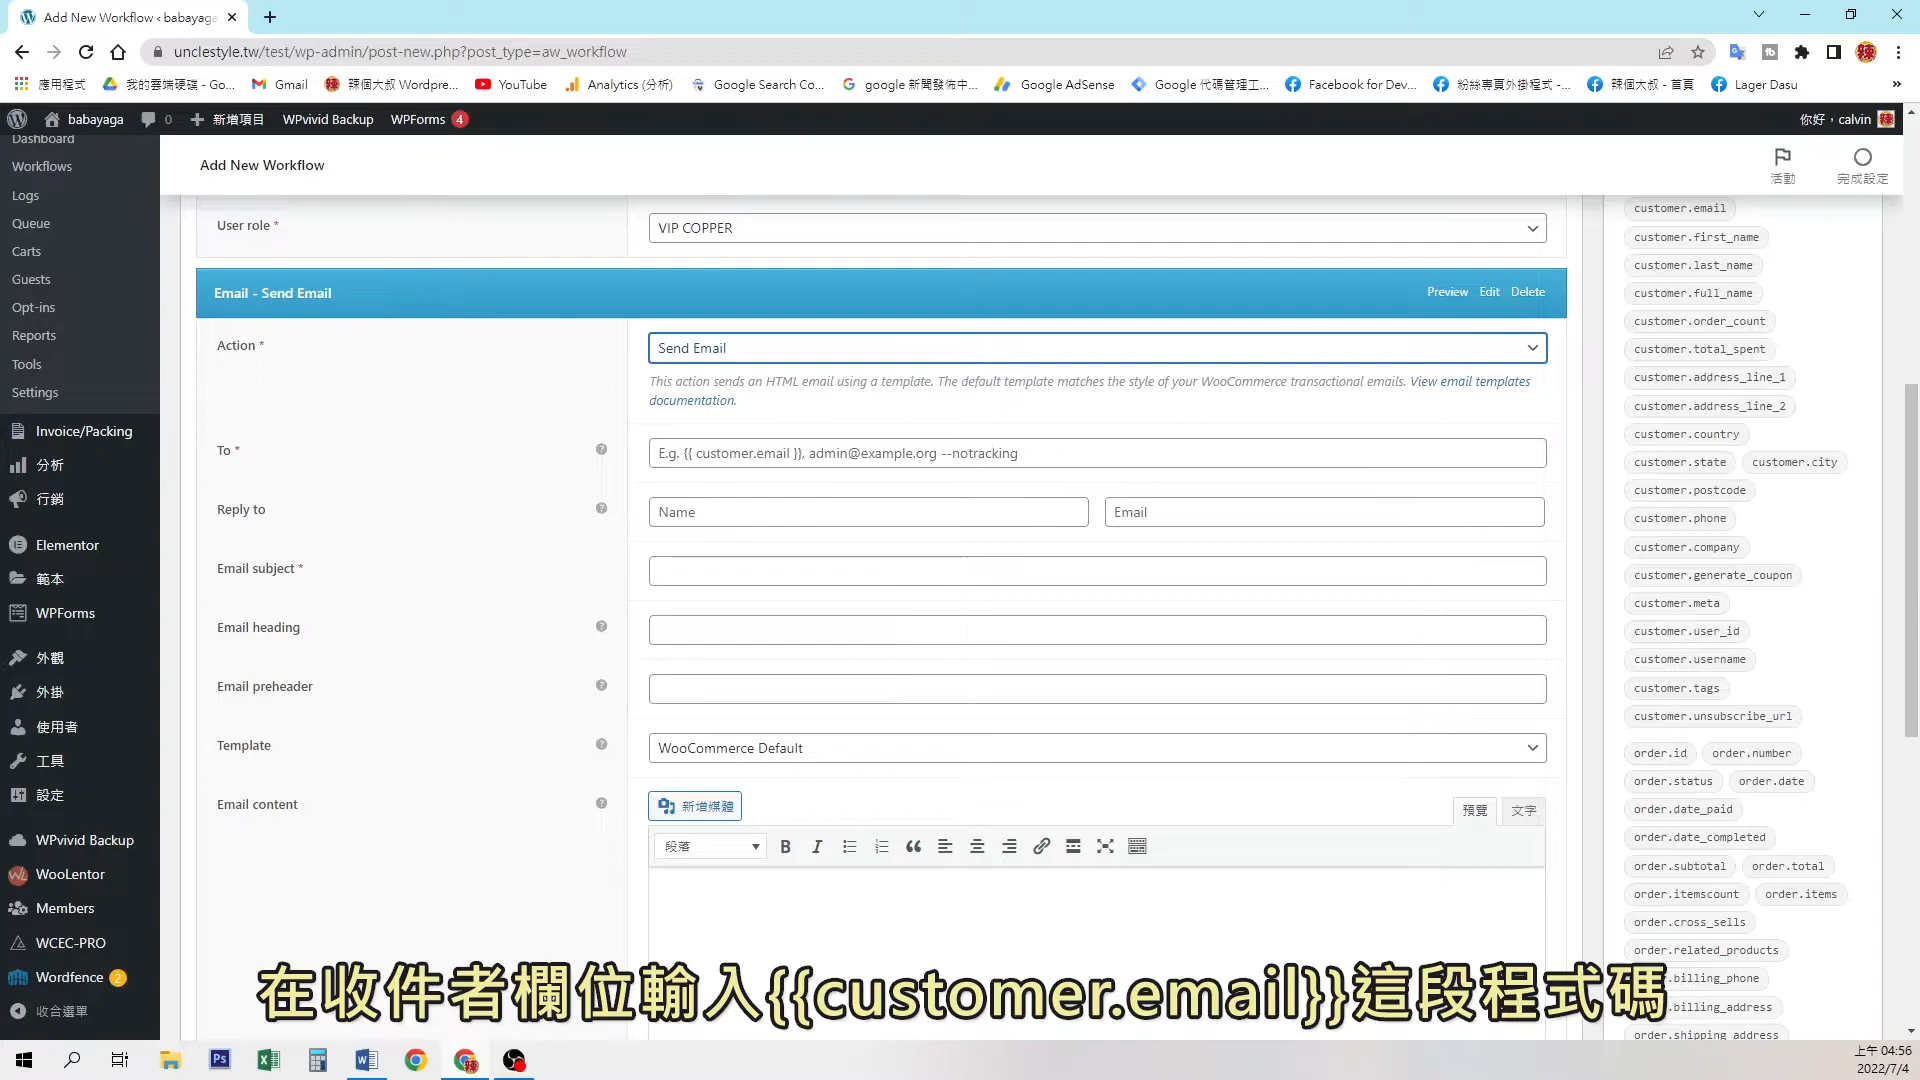 Add New Workflow ‹ babayaga
unclestyle.tw/test/wp-admin/post-new.php?post_type=aw_workflow
應用程式
我的雲端硬碟 - Go...
Gmail
辣個大叔 Wordpre...
YouTube
Analytics (分析)
Google Search Co...
google 新聞發佈中...
Google AdSense
Google 代碼管理工...
Facebook for Dev...
粉絲專頁外掛程式 -...
辣個大叔 - 首頁
Lager Dasu
»
babayaga
0
新增項目
WPvivid Backup
WPForms 4
你好，calvin
Dashboard
Workflows
Logs
Queue
Carts
Guests
Opt-ins
Reports
Tools
Settings
Invoice/Packing
分析
行銷
Elementor
範本
WPForms
外觀
外掛
使用者
工具
設定
WPvivid Backup
WooLentor
Members
WCEC-PRO
Wordfence 2
收合選單
Add New Workflow
活動
完成設定
User role *
VIP COPPER
Email - Send Email
Preview Edit Delete
Action *
Send Email
This action sends an HTML email using a template. The default template matches the style of your WooCommerce transactional emails. View email templates
documentation.
To *
E.g. {{ customer.email }}, admin@example.org --notracking
Reply to
Name
Email
Email subject *
Email heading
Email preheader
Template
WooCommerce Default
Email content
新增媒體
預覽
文字
段落
customer.email
customer.first_name
customer.last_name
customer.full_name
customer.order_count
customer.total_spent
customer.address_line_1
customer.address_line_2
customer.country
customer.state customer.city
customer.postcode
customer.phone
customer.company
customer.generate_coupon
customer.meta
customer.user_id
customer.username
customer.tags
customer.unsubscribe_url
order.id order.number
order.status order.date
order.date_paid
order.date_completed
order.subtotal order.total
order.itemscount order.items
order.cross_sells
order.related_products
.billing_phone
.billing_address
order.shipping_address
在收件者欄位輸入{{customer.email}}這段程式碼
上午 04:56
2022/7/4